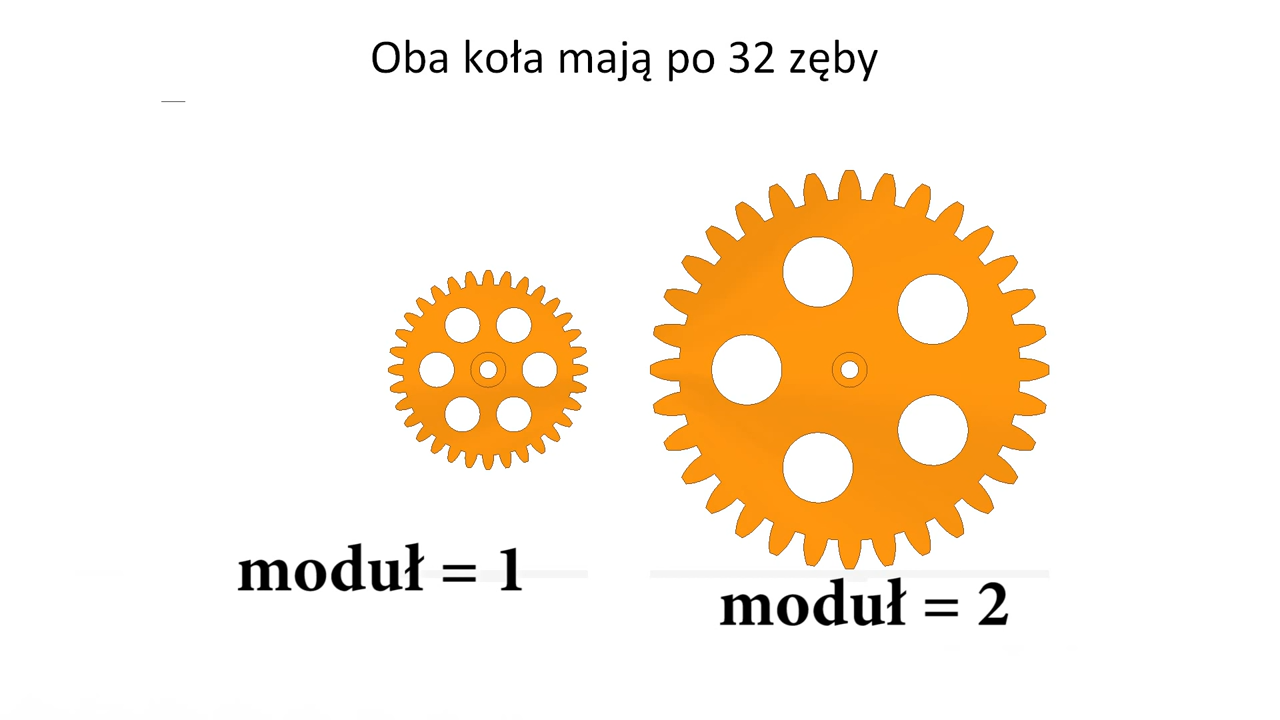 Oba koła mają po 32 zęby
moduł = 1
moduł = 2